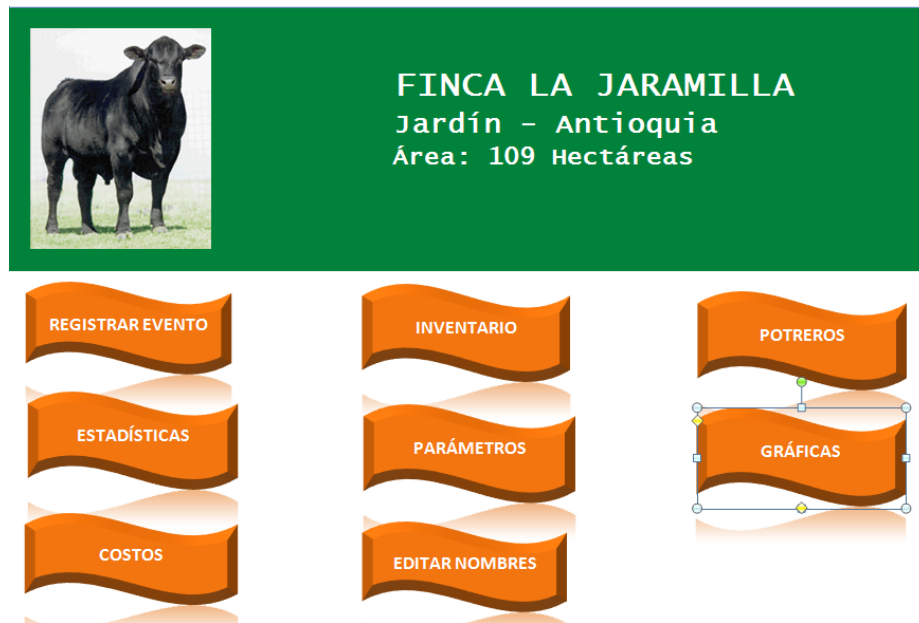 FINCA LA JARAMILLA
Jardín – Antioquia
Área: 109 Hectáreas
REGISTRAR EVENTO
INVENTARIO
POTREROS
ESTADÍSTICAS
PARÁMETROS
GRÁFICAS
COSTOS
EDITAR NOMBRES